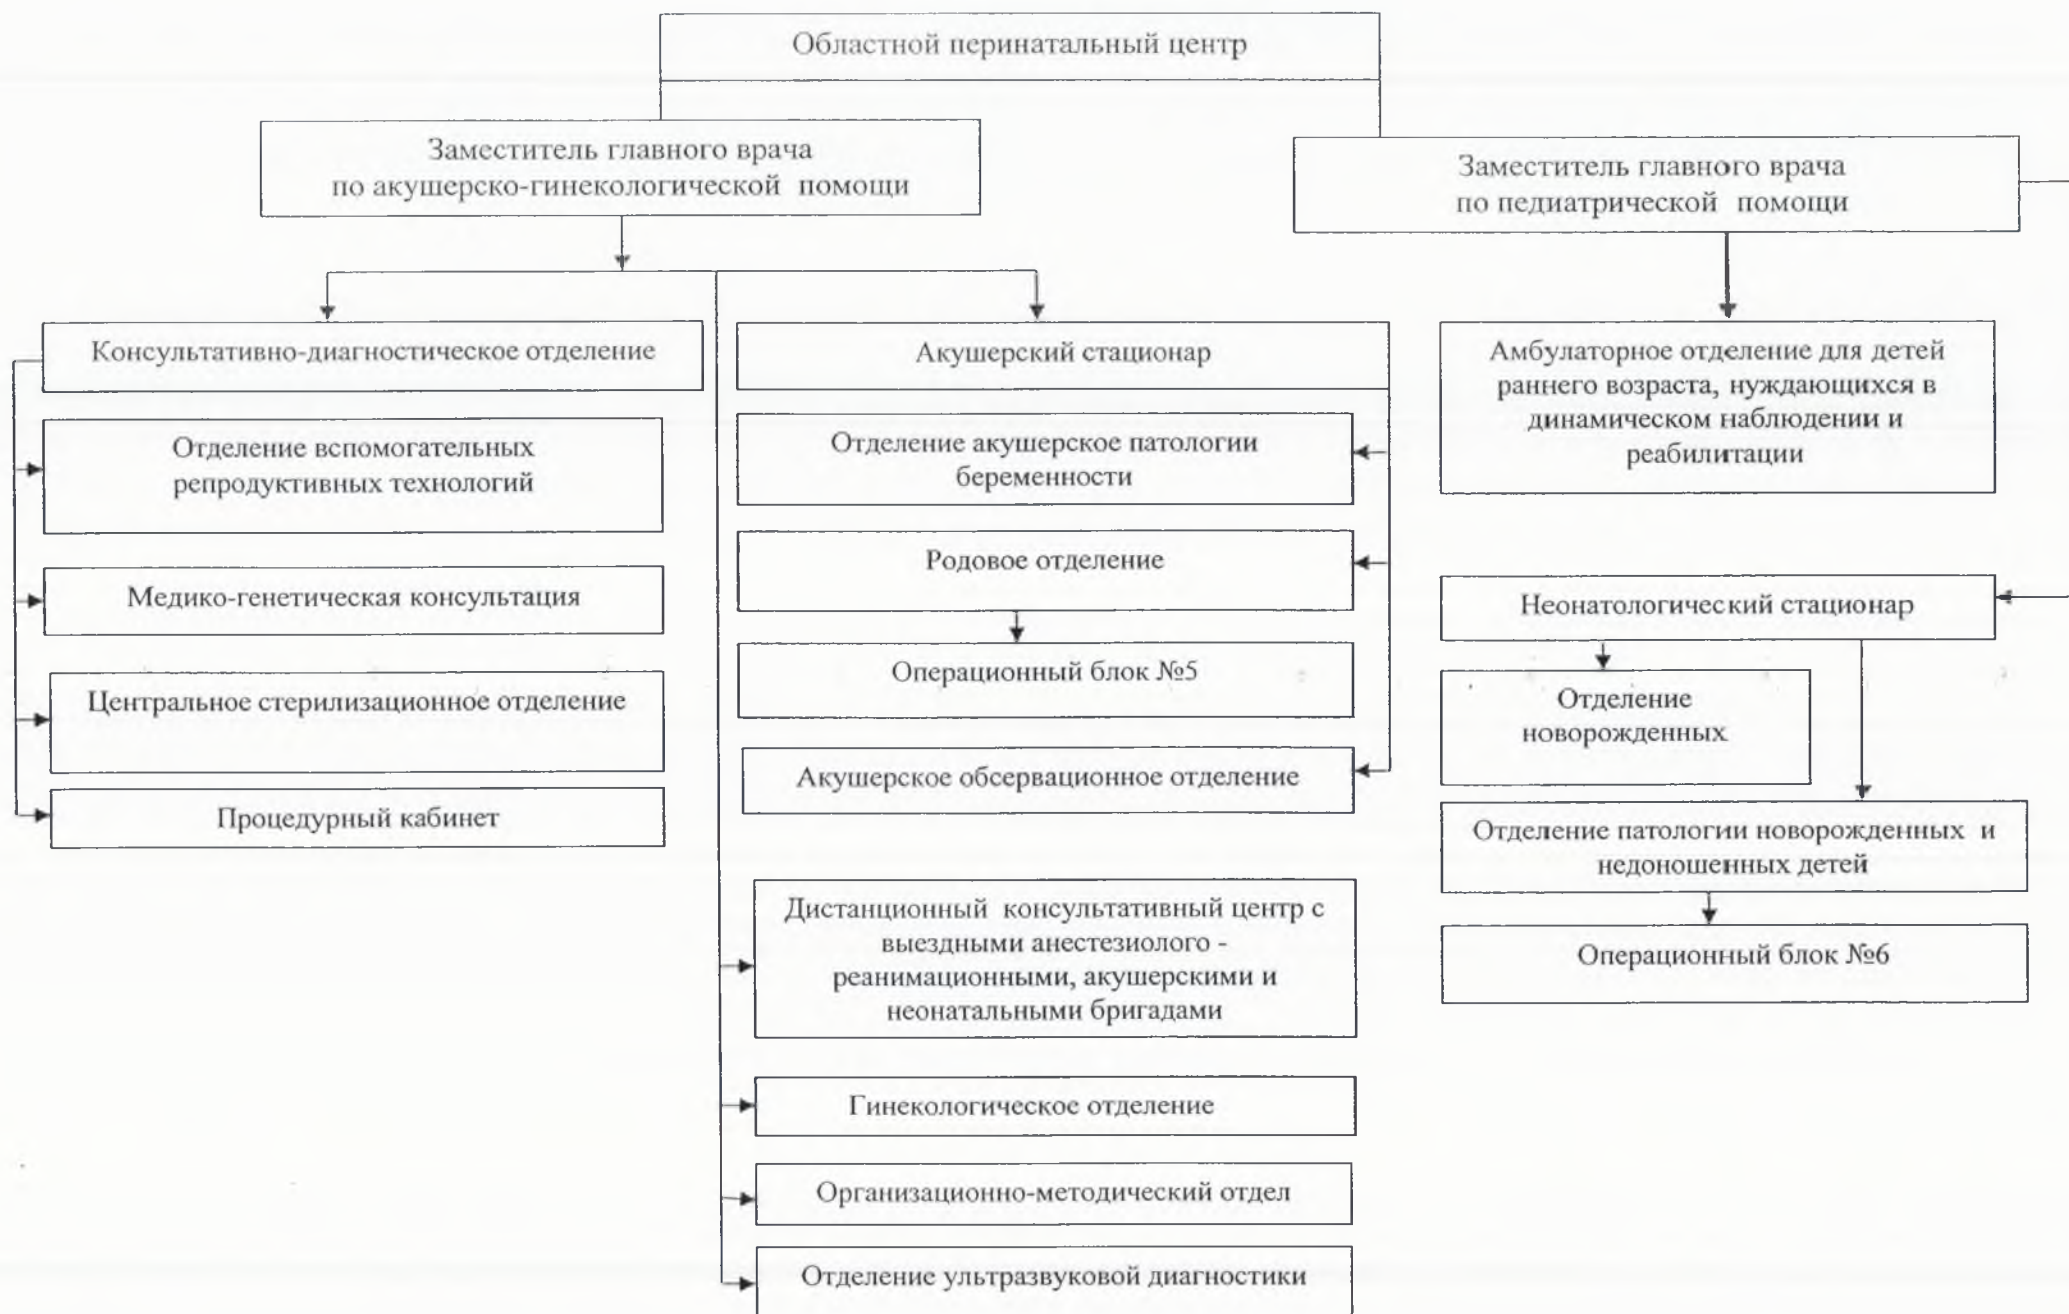 Областной перинатальный центр
Заместитель главного врача
по акушерско-гинекологической помощи
Заместитель главного врача
по педиатрической помощи
Консультативно-диагностическое отделение
Отделение вспомогательных
репродуктивных технологий
Медико-генетическая консультация
Центральное стерилизационное отделение
Процедурный кабинет
Акушерский стационар
Отделение акушерское патологии
беременности
Родовое отделение
Операционный блок №5
Акушерское обсервационное отделение
Дистанционный консультативный центр с
выездными анестезиолого -
реанимационными, акушерскими и
неонатальными бригадами
Гинекологическое отделение
Организационно-методический отдел
Отделение ультразвуковой диагностики
Амбулаторное отделение для детей
раннего возраста, нуждающихся в
динамическом наблюдении и
реабилитации
Неонатологический стационар
Отделение
новорожденных
Отделение патологии новорожденных и
недоношенных детей
Операционный блок №6